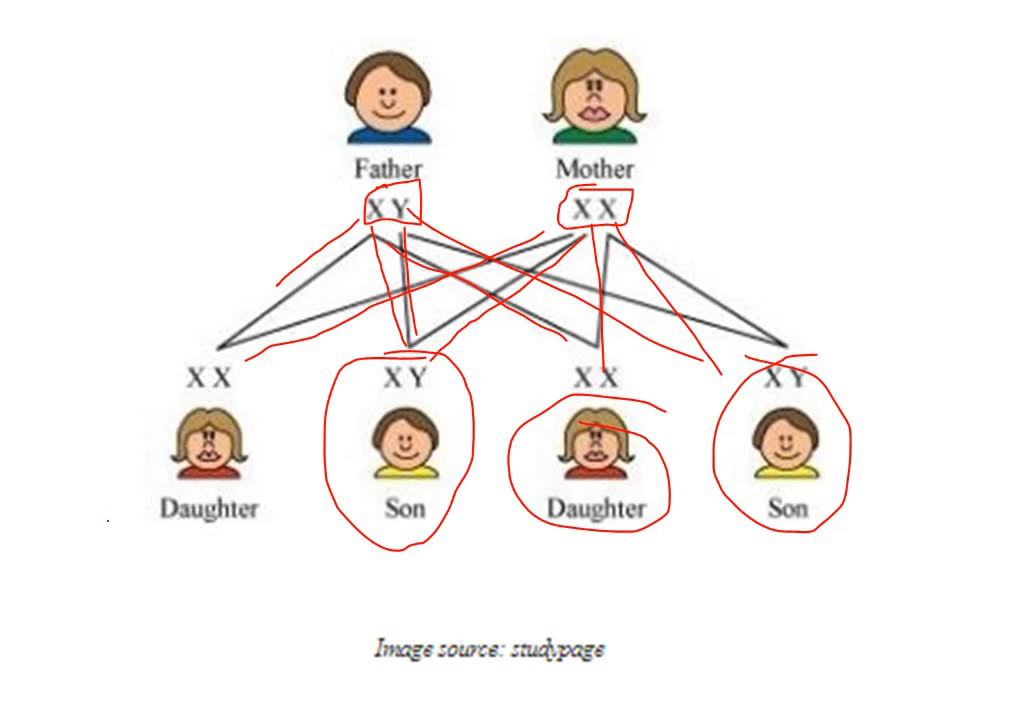 Father Mother
X Y X X
X X X Y X X X Y
Daughter Son Daughter Son
Image source: studypage